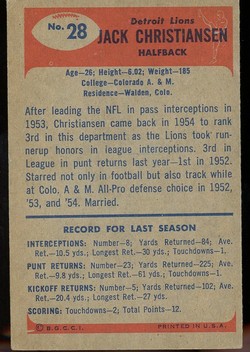 No. 28
Detroit Lions
JACK CHRISTIANSEN
HALFBACK
Age—26; Height—6.02; Weight—185
College—Colorado A. & M.
Residence—Walden, Colo.
After leading the NFL in pass interceptions in
1953, Christiansen came back in 1954 to rank
3rd in this department as the Lions took run-
nerup honors in league interceptions. 3rd in
League in punt returns last year—1st in 1952.
Starred not only in football but also track while
at Colo. A & M. All-Pro defense choice in 1952,
'53, and '54. Married.
RECORD FOR LAST SEASON
INTERCEPTIONS: Number—8; Yards Returned—84; Ave.
Ret.—10.5 yds.; Longest Ret.—30 yds.; Touchdowns—1.
PUNT RETURNS: Number—23; Yards Returned—225; Ave.
Ret.—9.8 yds.; Longest Ret.—61 yds.; Touchdowns—1.
KICKOFF RETURNS: Number—5; Yards Returned—102; Ave.
Ret.—20.4 yds.; Longest Ret.—27 yds.
SCORING: Touchdowns—2; Total Points—12.
© B.G.C.C.I.
PRINTED IN U.S.A.